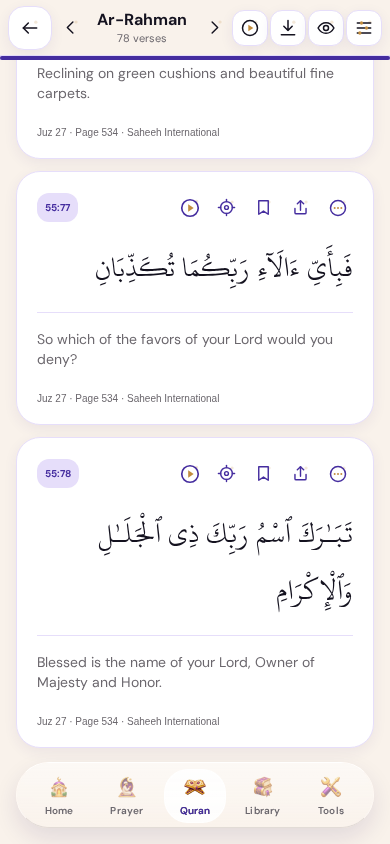 Ar-Rahman
78 verses
Reclining on green cushions and beautiful fine
carpets.
Juz 27 · Page 534 · Saheeh International
55:77
فَبِأَىِّ ءَالَآءِ رَبِّكُمَا تُكَذِّبَانِ
So which of the favors of your Lord would you
deny?
Juz 27 · Page 534 · Saheeh International
55:78
تَبَـٰرَكَ ٱسْمُ رَبِّكَ ذِى ٱلْجَلَـٰلِ
وَٱلْإِكْرَامِ
Blessed is the name of your Lord, Owner of
Majesty and Honor.
Juz 27 · Page 534 · Saheeh International
Home Prayer Quran Library Tools